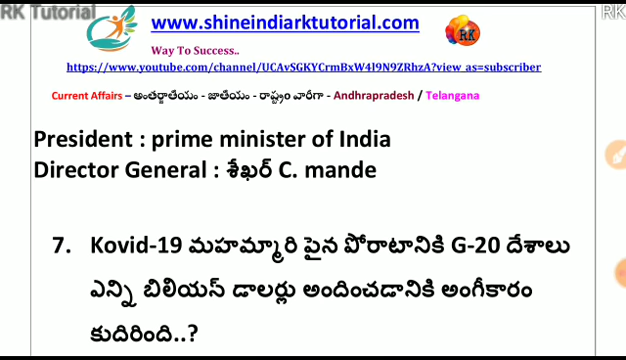 RK Tutorial
www.shineindiarktutorial.com
RK
RK
Way To Success..
https://www.youtube.com/channel/UCAvSGKYCrmBxW4I9N9ZRhzA?view_as=subscriber
Current Affairs – అంతర్జాతీయం - జాతీయం - రాష్ట్రం వారీగా - Andhrapradesh / Telangana
President : prime minister of India
Director General : శేఖర్ C. mande
7. Kovid-19 మహమ్మారి పైన పోరాటానికి G-20 దేశాలు
ఎన్ని బిలియన్ డాలర్లు అందించడానికి అంగీకారం
కుదిరింది..?